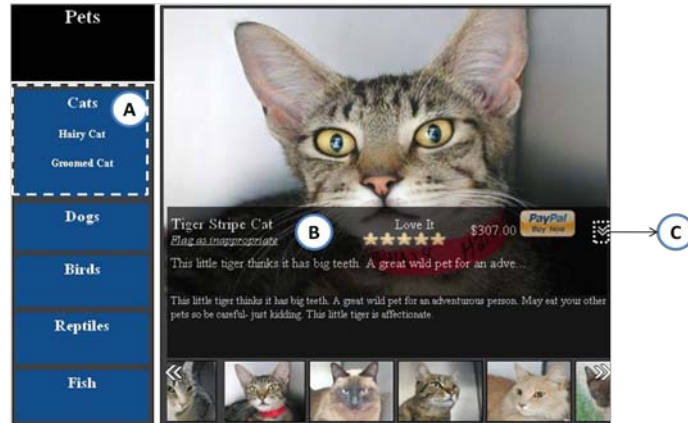 Pets
Cats
A
Hairy Cat
Groomed Cat
Dogs
Birds
Reptiles
Fish
Tiger Stripe Cat
Flag as inappropriate
B
Love It
$307.00
PayPal
Buy Now
C
This little tiger thinks it has big teeth. A great wild pet for an adve...
This little tiger thinks it has big teeth. A great wild pet for an adventurous person. May eat your other
pets so be careful- just kidding. This little tiger is affectionate.